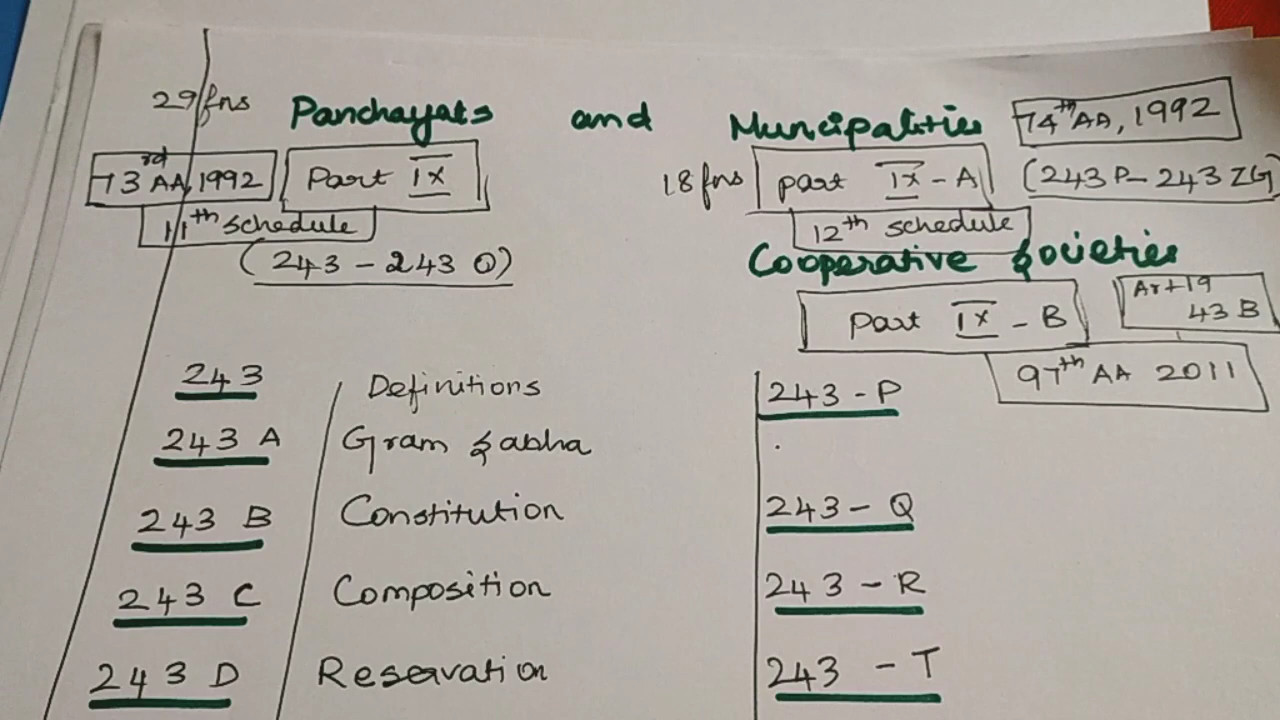 29 fns Panchayats and Muncipalities 74th AA, 1992
73rd AA, 1992 Part IX 18 fns part IX - A (243 P - 243 ZG)
11th schedule 12th schedule
(243 - 243 O) Cooperative Societies
Part IX - B Art 19
43 B
97th AA 2011
243 Definitions 243 - P
243 A Gram Sabha
243 B Constitution 243 - Q
243 C Composition 243 - R
243 D Reservation 243 - T